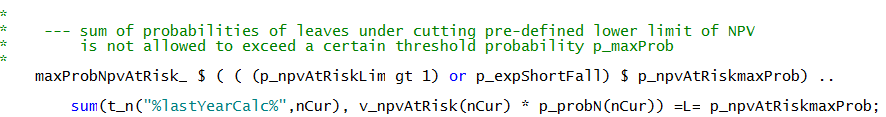 *
*     --- sum of probabilities of leaves under cutting pre-defined lower limit of NPV
*         is not allowed to exceed a certain threshold probability p_maxProb
*
    maxProbNpvAtRisk_ $ ( ( (p_npvAtRiskLim gt 1) or p_expShortFall) $ p_npvAtRiskmaxProb) ..
        sum(t_n("%lastYearCalc%",nCur), v_npvAtRisk(nCur) * p_probN(nCur)) =L= p_npvAtRiskmaxProb;